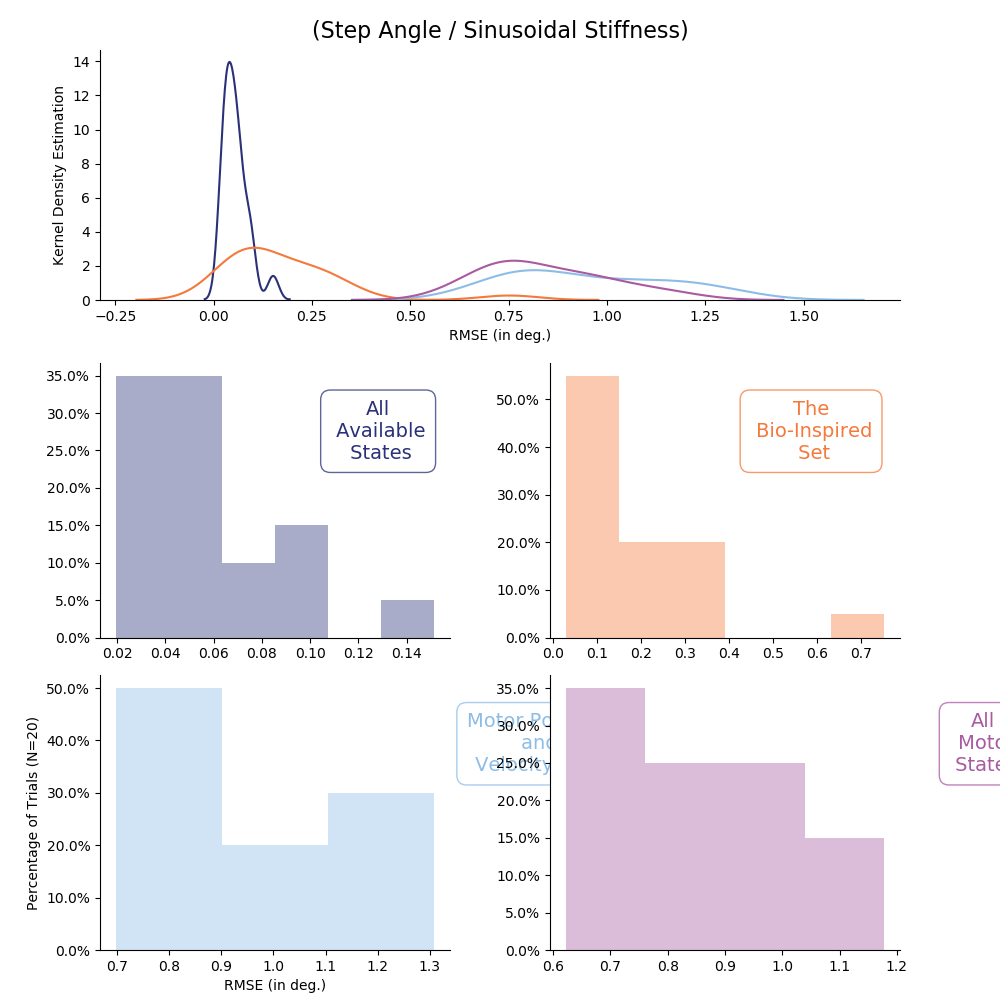 (Step Angle / Sinusoidal Stiffness)
14
12
10
8
6
4
2
0
Kernel Density Estimation
−0.25 0.00 0.25 0.50 0.75 1.00 1.25 1.50
RMSE (in deg.)
35.0%
30.0%
25.0%
20.0%
15.0%
10.0%
5.0%
0.0%
All
Available
States
0.02 0.04 0.06 0.08 0.10 0.12 0.14
50.0%
40.0%
30.0%
20.0%
10.0%
0.0%
The
Bio-Inspired
Set
0.0 0.1 0.2 0.3 0.4 0.5 0.6 0.7
50.0%
40.0%
30.0%
20.0%
10.0%
0.0%
Percentage of Trials (N=20)
Motor Po
and
Velocity
0.7 0.8 0.9 1.0 1.1 1.2 1.3
RMSE (in deg.)
35.0%
30.0%
25.0%
20.0%
15.0%
10.0%
5.0%
0.0%
All
Moto
State
0.6 0.7 0.8 0.9 1.0 1.1 1.2